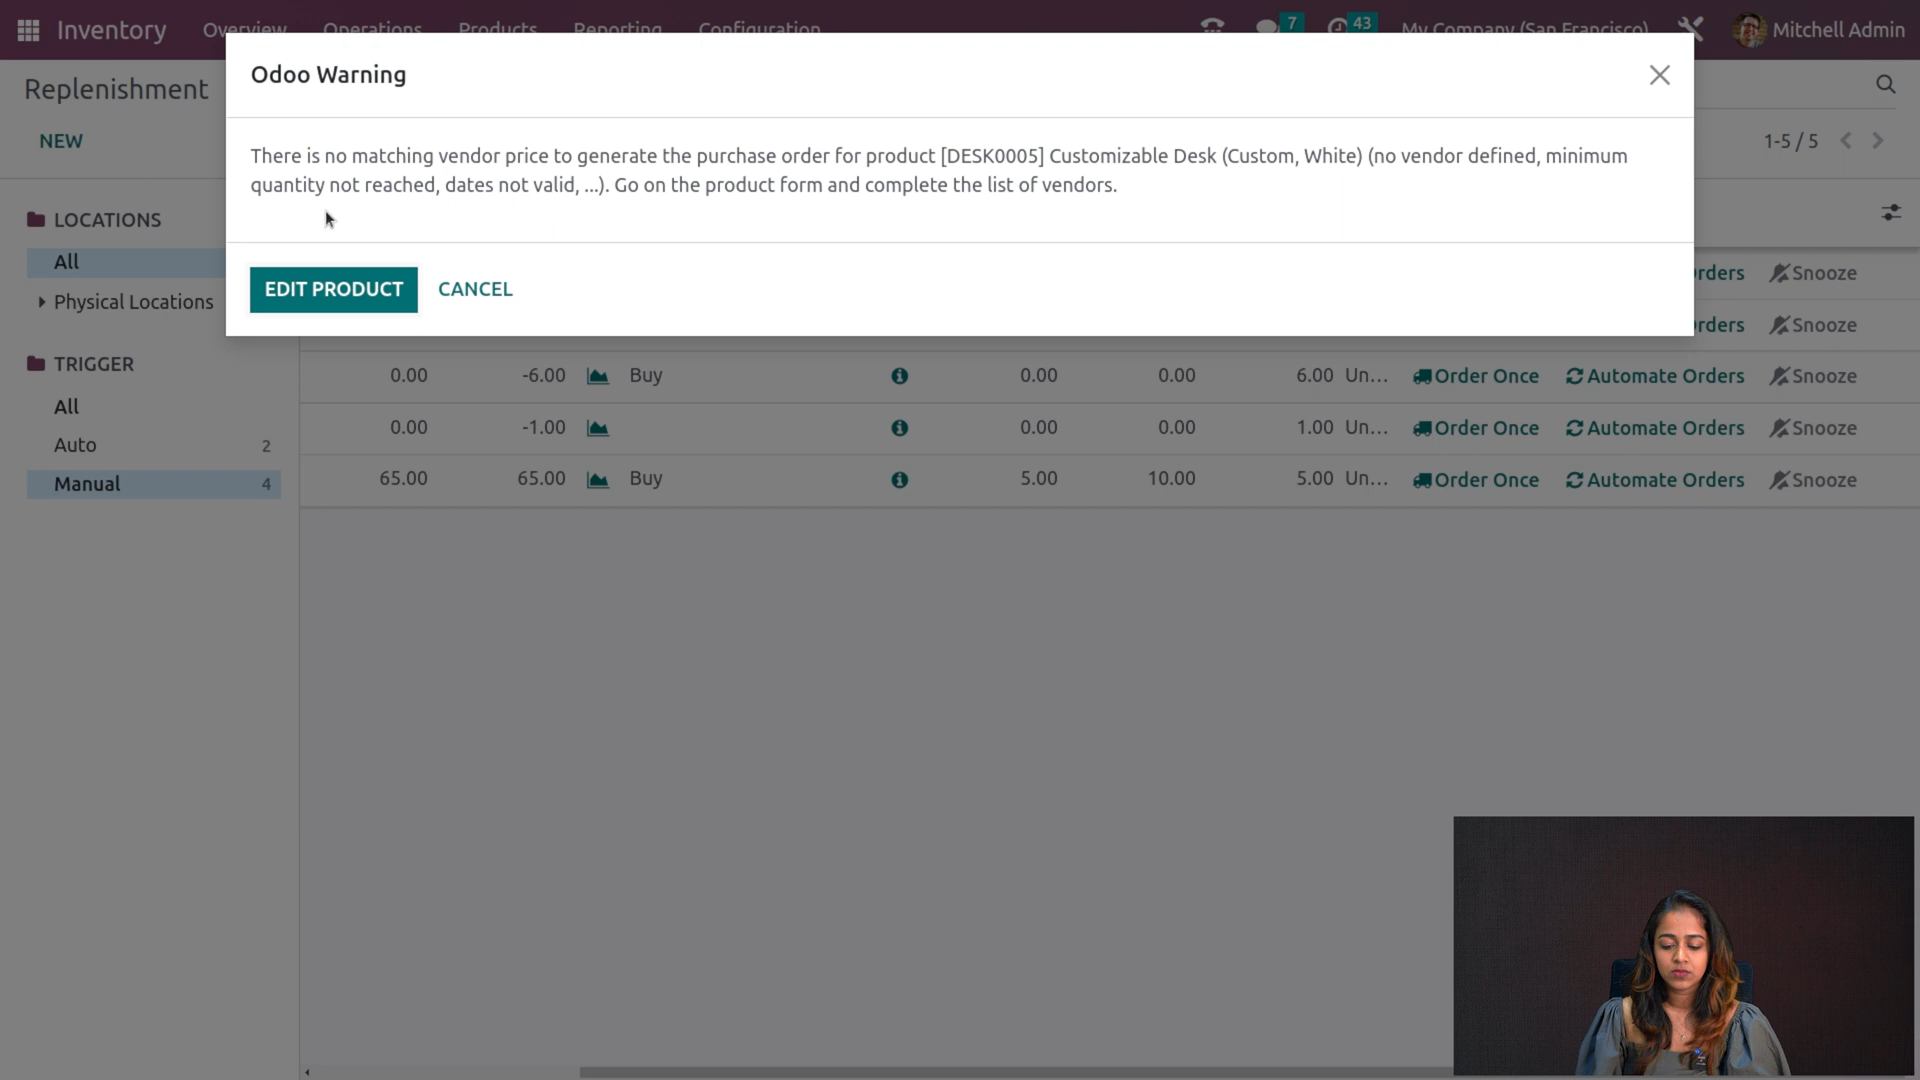 Inventory Overview Operations Products Reporting Configuration 7 43 My Company (San Francisco) Mitchell Admin
Odoo Warning
Replenishment
NEW
1-5 / 5
There is no matching vendor price to generate the purchase order for product [DESK0005] Customizable Desk (Custom, White) (no vendor defined, minimum
quantity not reached, dates not valid, ...). Go on the product form and complete the list of vendors.
EDIT PRODUCT CANCEL
LOCATIONS
All
Physical Locations
TRIGGER
All
Auto 2
Manual 4
rders Snooze
rders Snooze
0.00 -6.00 Buy 0.00 0.00 6.00 Un... Order Once Automate Orders Snooze
0.00 -1.00 0.00 0.00 1.00 Un... Order Once Automate Orders Snooze
65.00 65.00 Buy 5.00 10.00 5.00 Un... Order Once Automate Orders Snooze